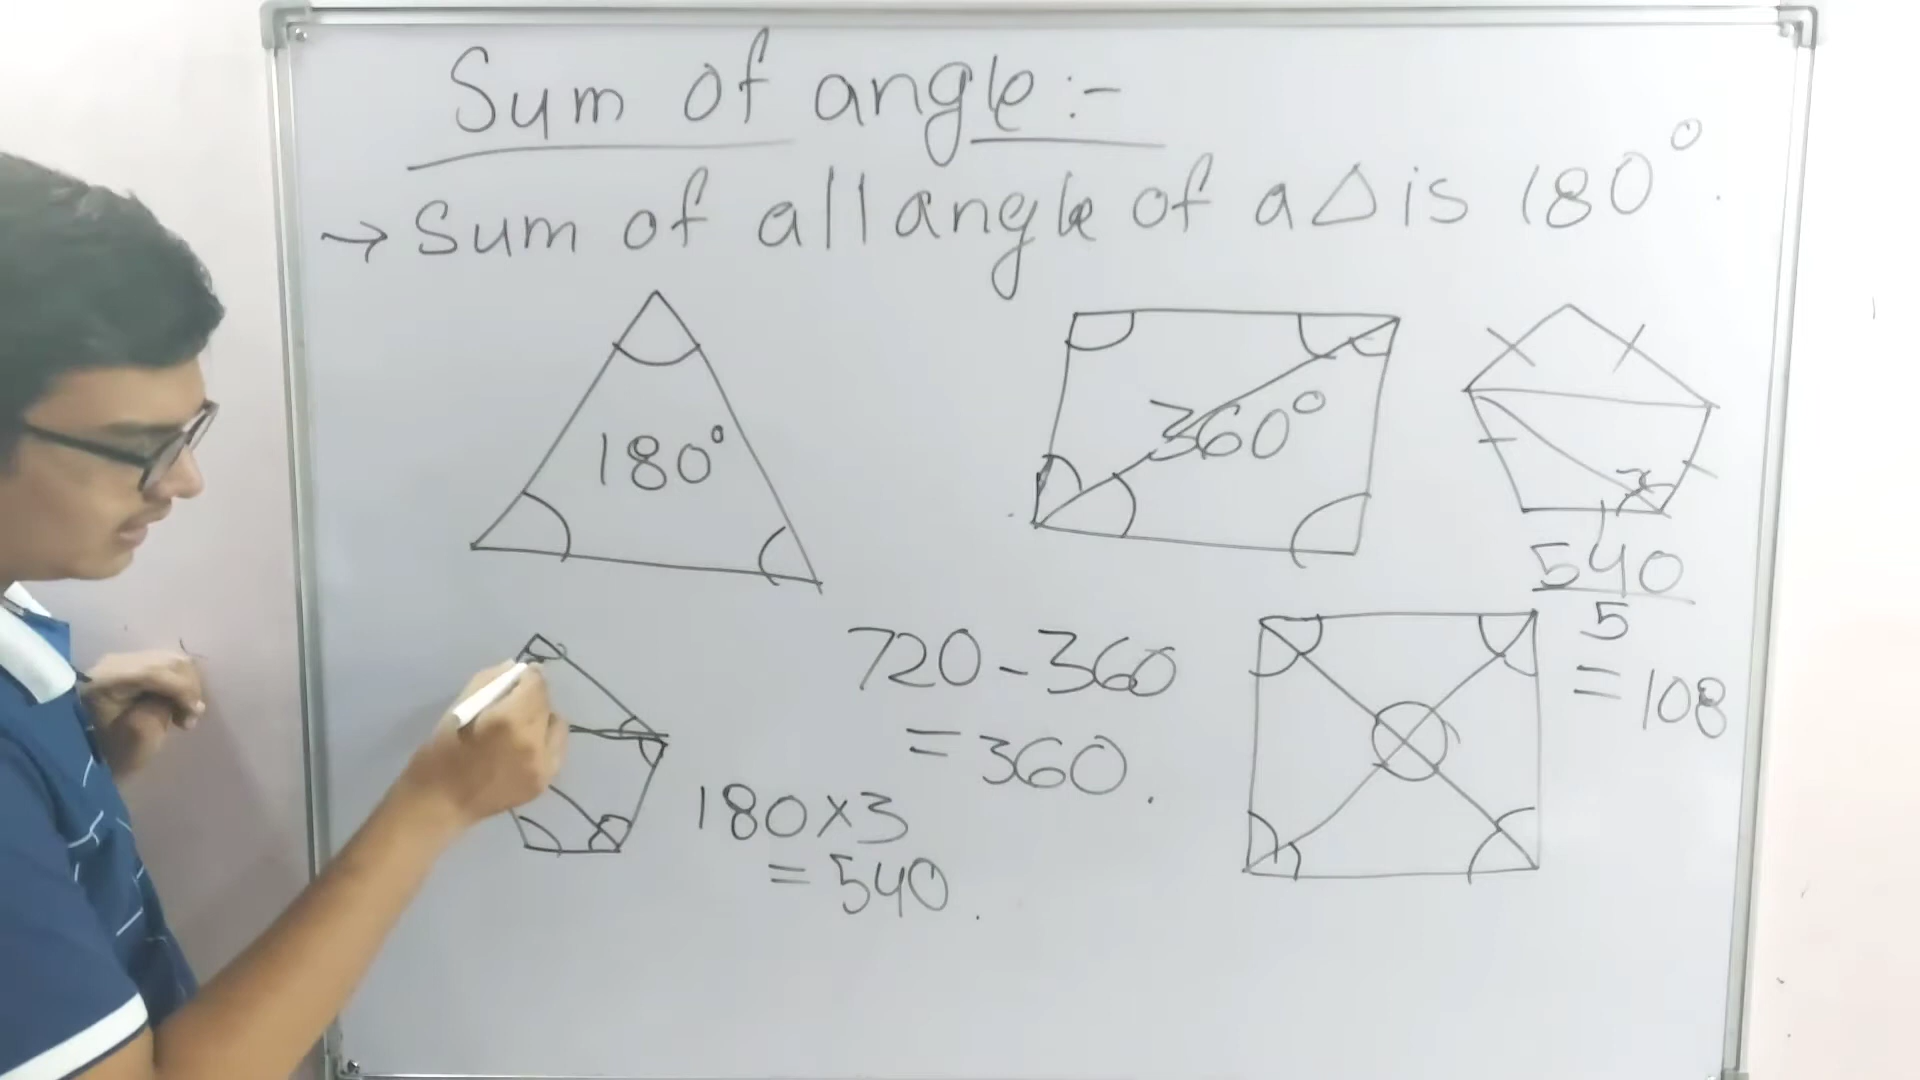 Sum of angle :-
→ Sum of all angle of a △ is 180°.
180°
360°
x
540
5
= 108
720 - 360
= 360.
180 × 3
= 540.